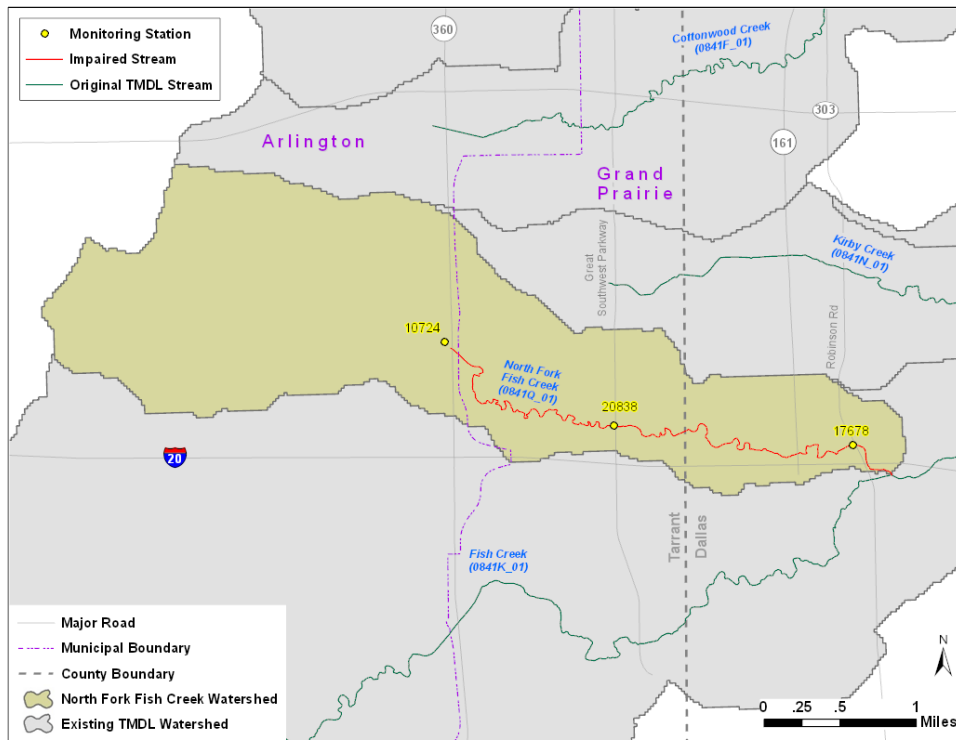 Monitoring Station
Impaired Stream
Original TMDL Stream
360
Cottonwood Creek
(0841F_01)
303
161
Arlington
Grand
Prairie
Great
Southwest Parkway
Kirby Creek
(0841N_01)
Robinson Rd
10724
North Fork
Fish Creek
(0841Q_01)
20838
17678
20
Tarrant
Dallas
Fish Creek
(0841K_01)
Major Road
Municipal Boundary
County Boundary
North Fork Fish Creek Watershed
Existing TMDL Watershed
N
0 .25 .5 1
Miles